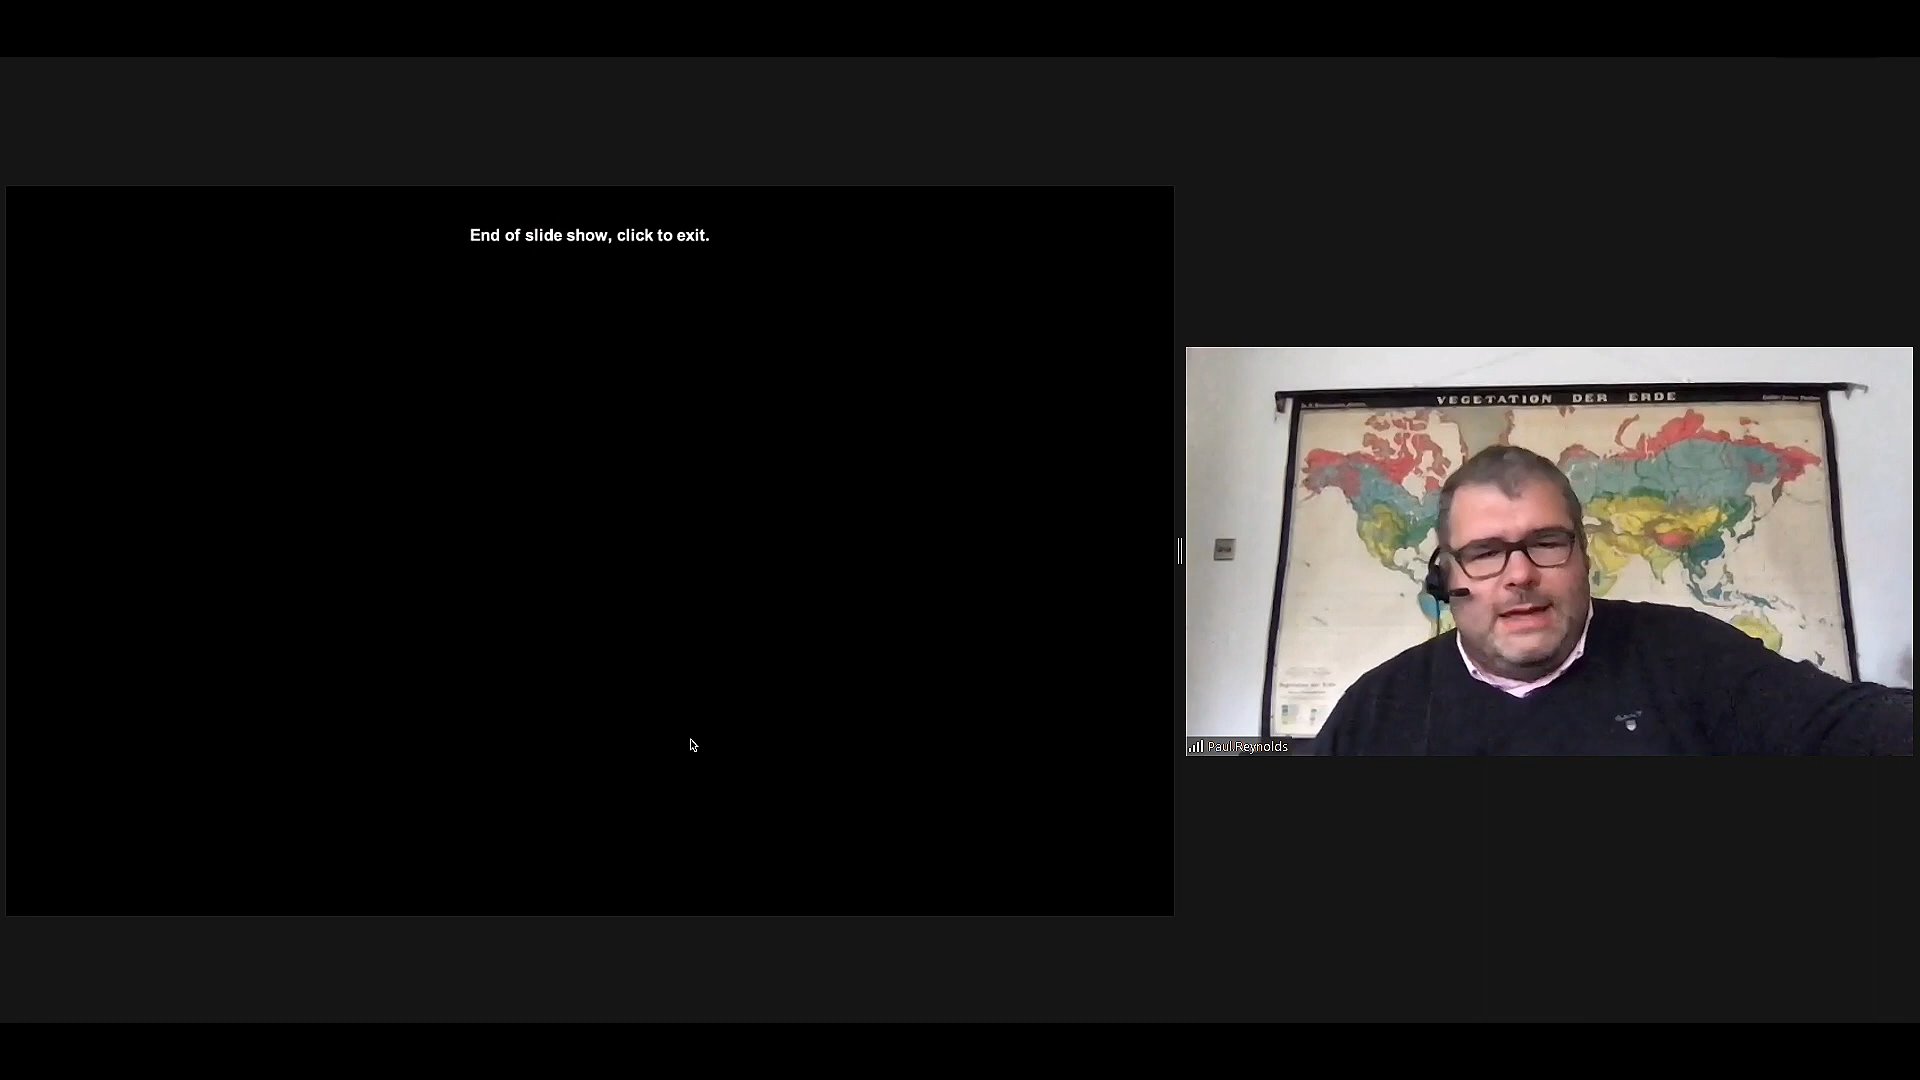 End of slide show, click to exit.
VEGETATION DER ERDE
Paul Reynolds